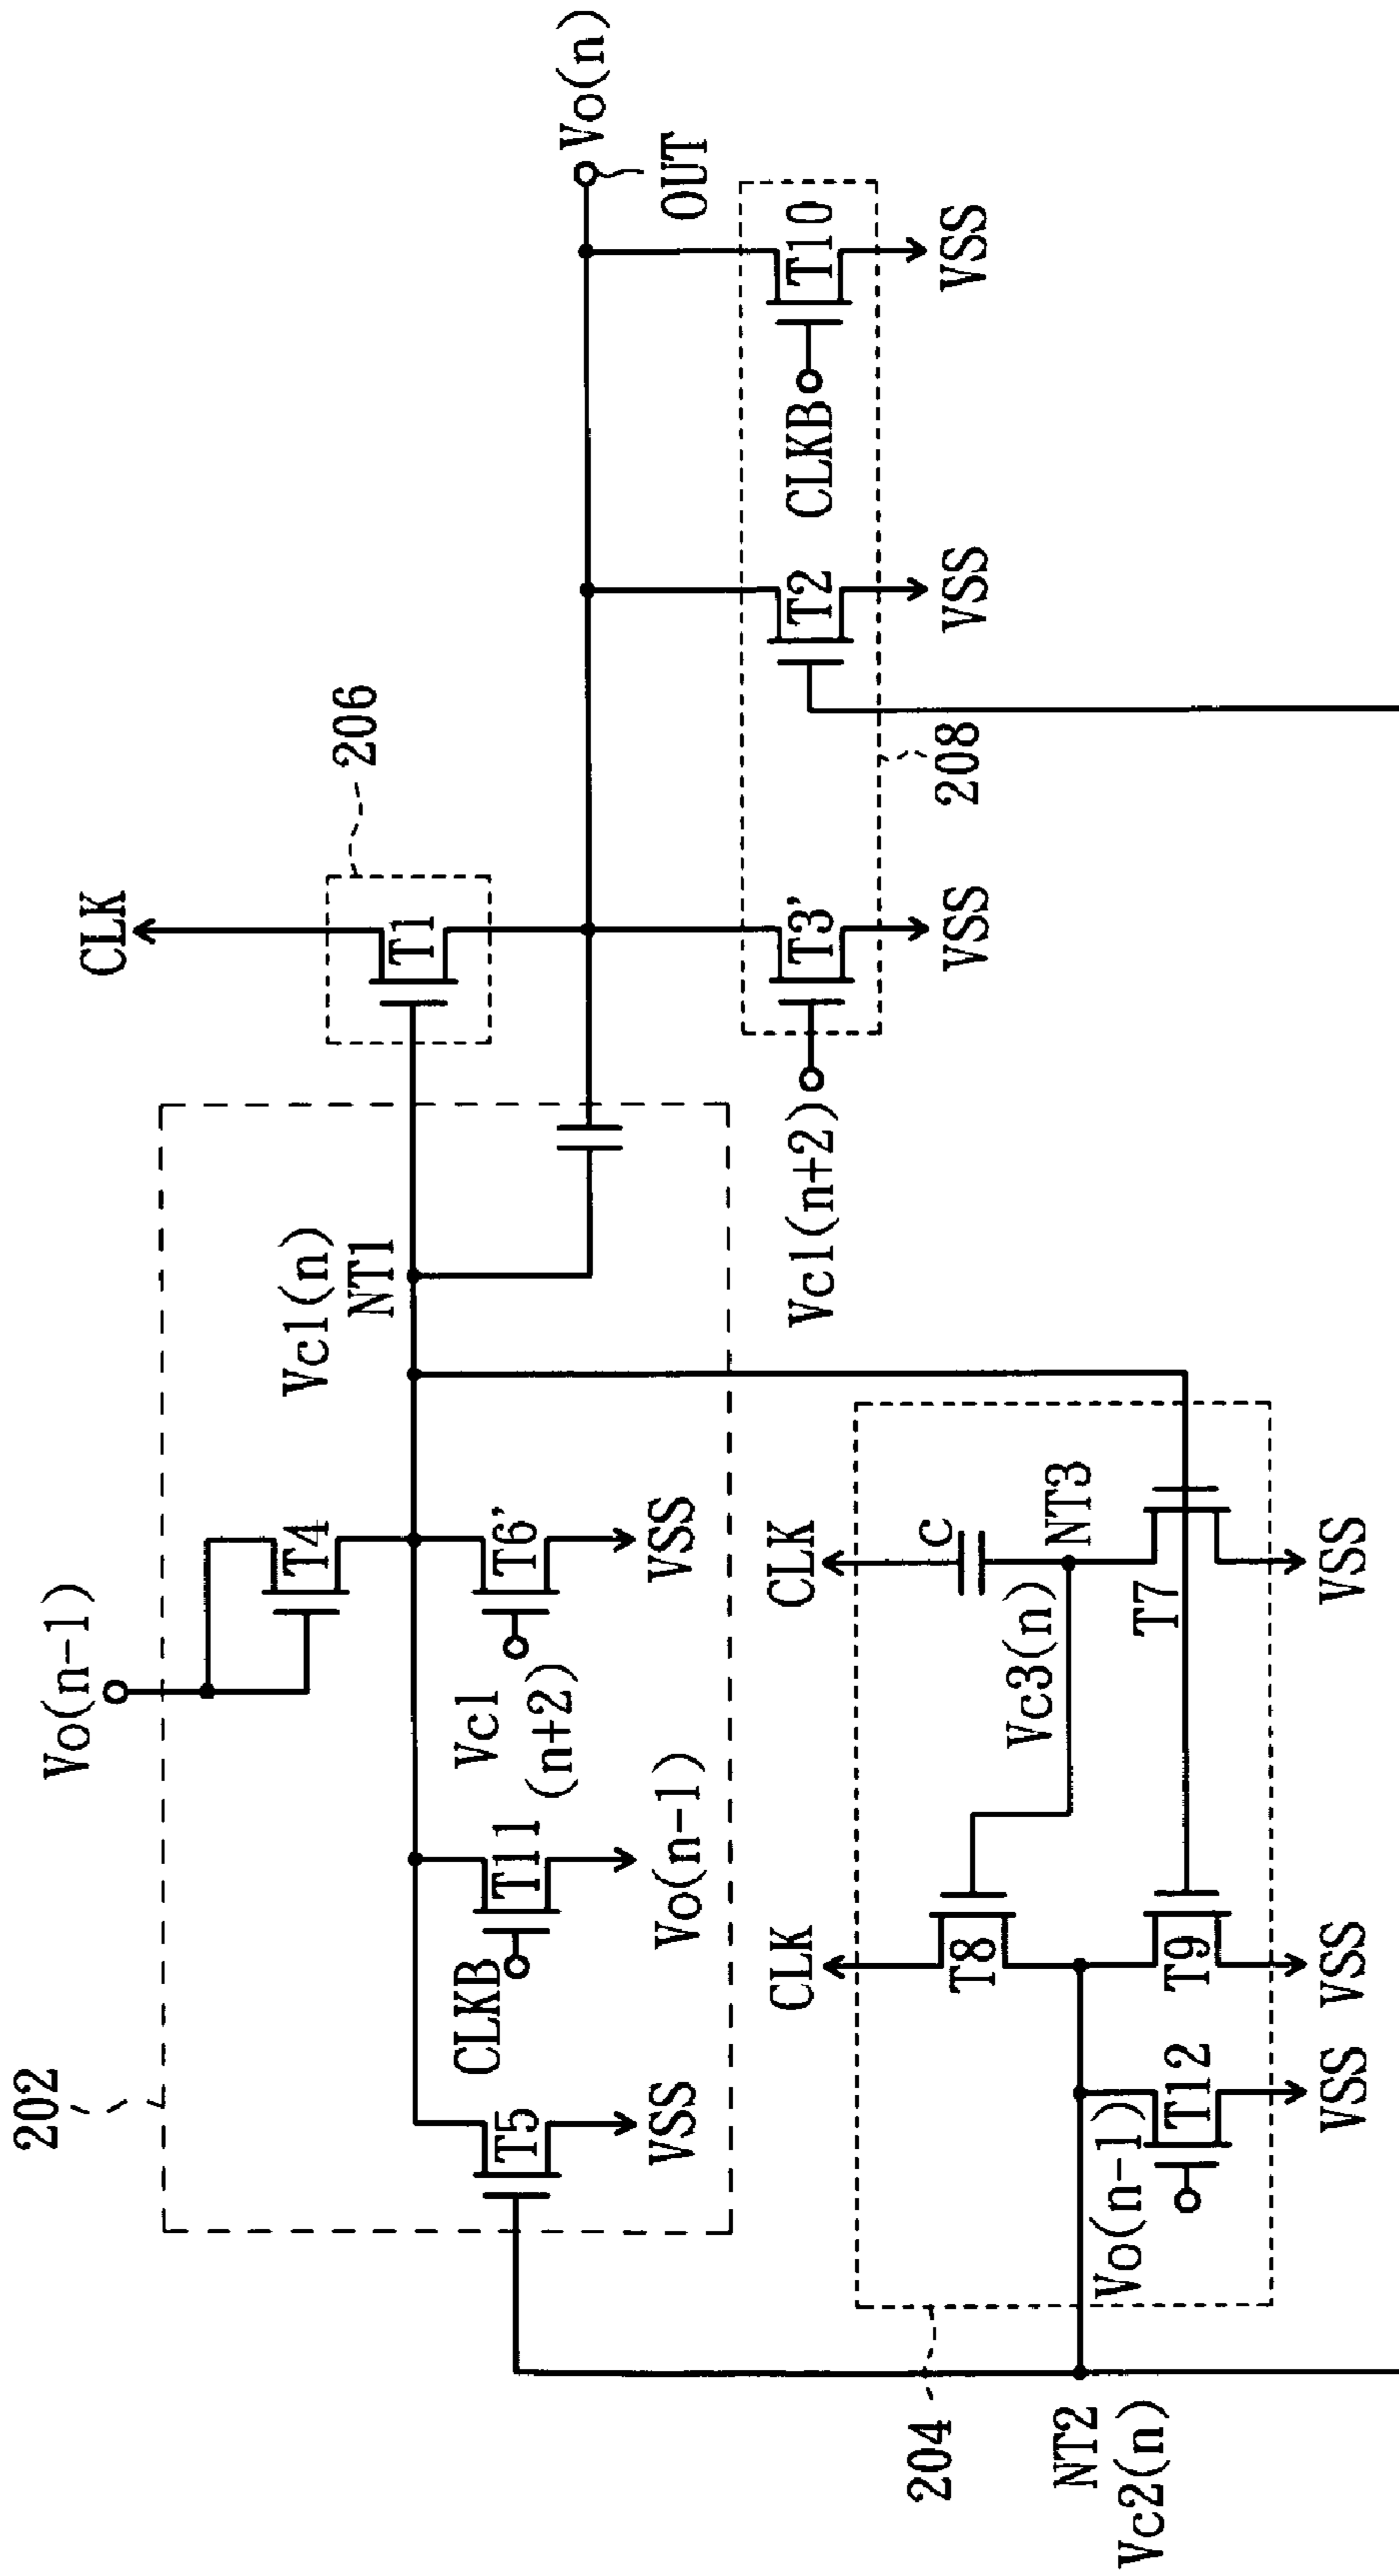 202
Vo(n-1)
T4
Vc1(n)
NT1
CLK
206
T1
Vo(n)
OUT
T5
VSS
CLKB
T11
Vo(n-1)
Vc1
(n+2)
T6'
VSS
Vc1(n+2)
T3'
VSS
208
T2
VSS
CLKB
T10
VSS
204
NT2
Vc2(n)
CLK
T8
Vc3(n)
CLK
C
NT3
Vo(n-1)
T12
VSS
T9
VSS
T7
VSS